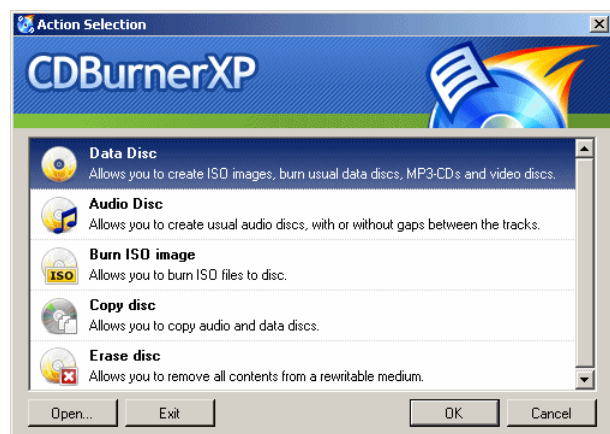 Action Selection
CDBurnerXP
Data Disc
Allows you to create ISO images, burn usual data discs, MP3-CDs and video discs.
Audio Disc
Allows you to create usual audio discs, with or without gaps between the tracks.
Burn ISO image
Allows you to burn ISO files to disc.
ISO
Copy disc
Allows you to copy audio and data discs.
Erase disc
Allows you to remove all contents from a rewritable medium.
Open... Exit OK Cancel